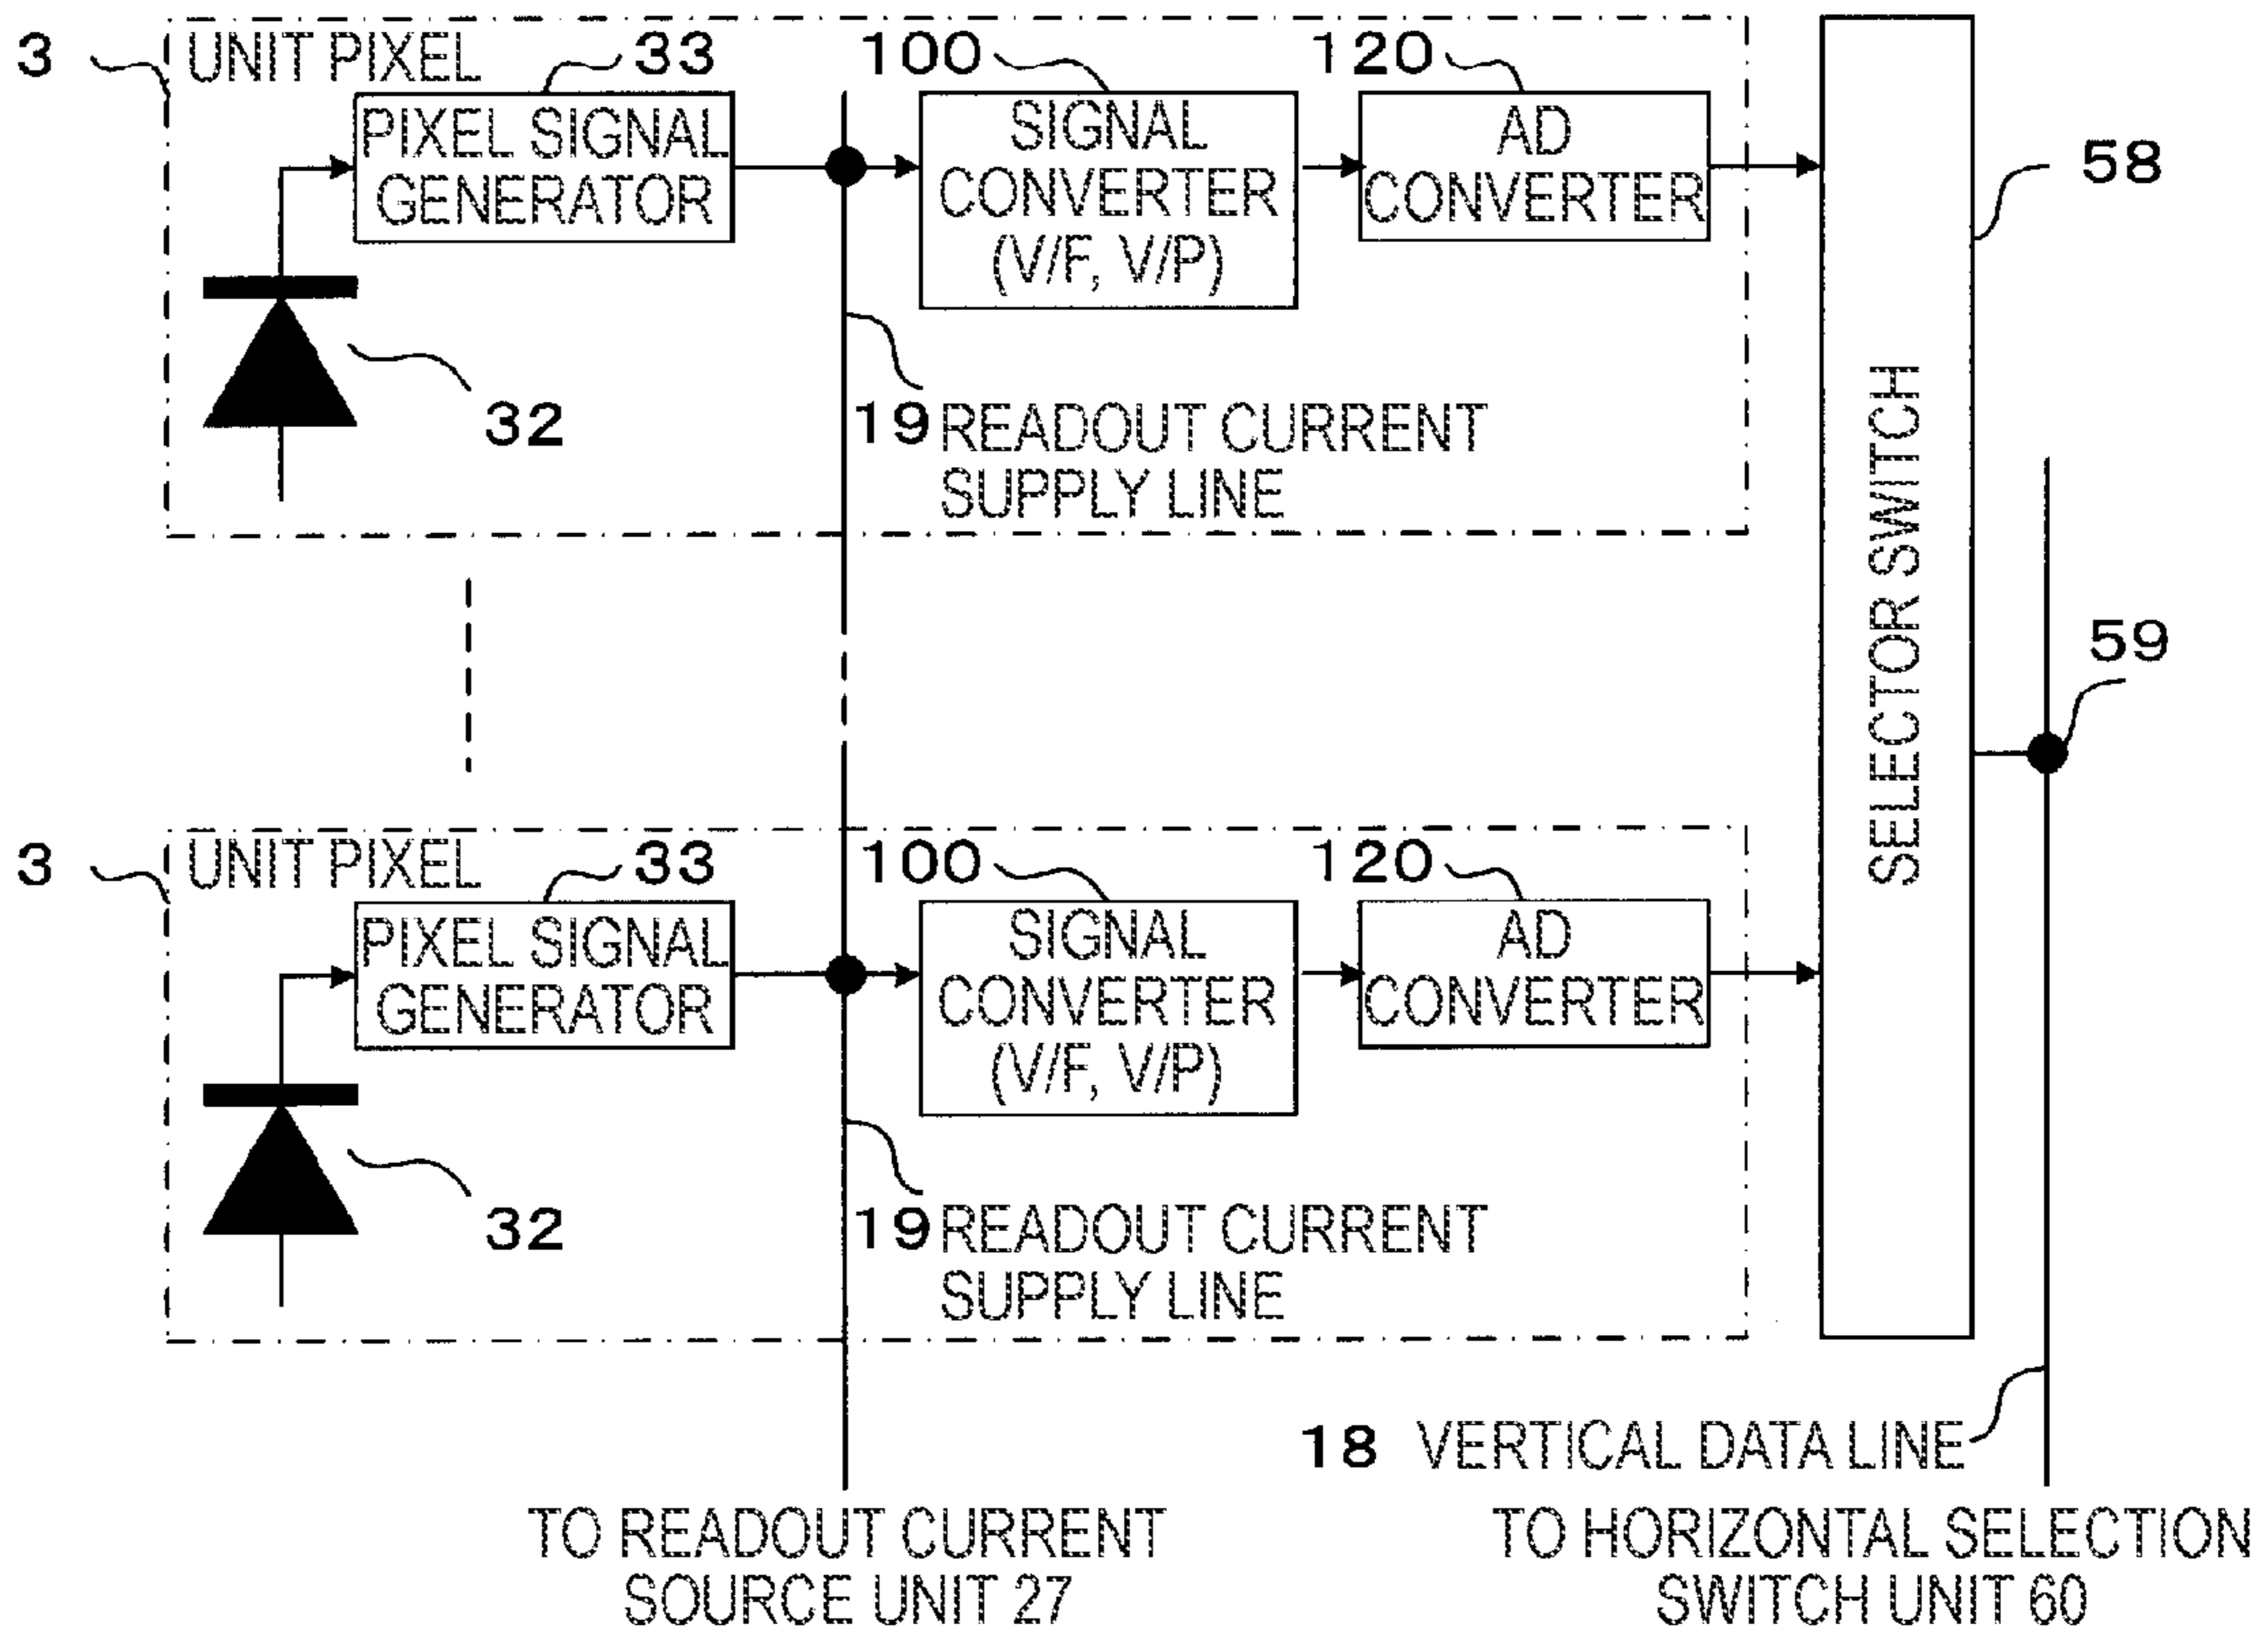 3 UNIT PIXEL 33 100 120
PIXEL SIGNAL
GENERATOR
SIGNAL
CONVERTER
(V/F, V/P)
AD
CONVERTER
58
32
19 READOUT CURRENT
SUPPLY LINE
SELECTOR SWITCH
59
3 UNIT PIXEL 33 100 120
PIXEL SIGNAL
GENERATOR
SIGNAL
CONVERTER
(V/F, V/P)
AD
CONVERTER
32
19 READOUT CURRENT
SUPPLY LINE
18 VERTICAL DATA LINE
TO READOUT CURRENT
SOURCE UNIT 27
TO HORIZONTAL SELECTION
SWITCH UNIT 60